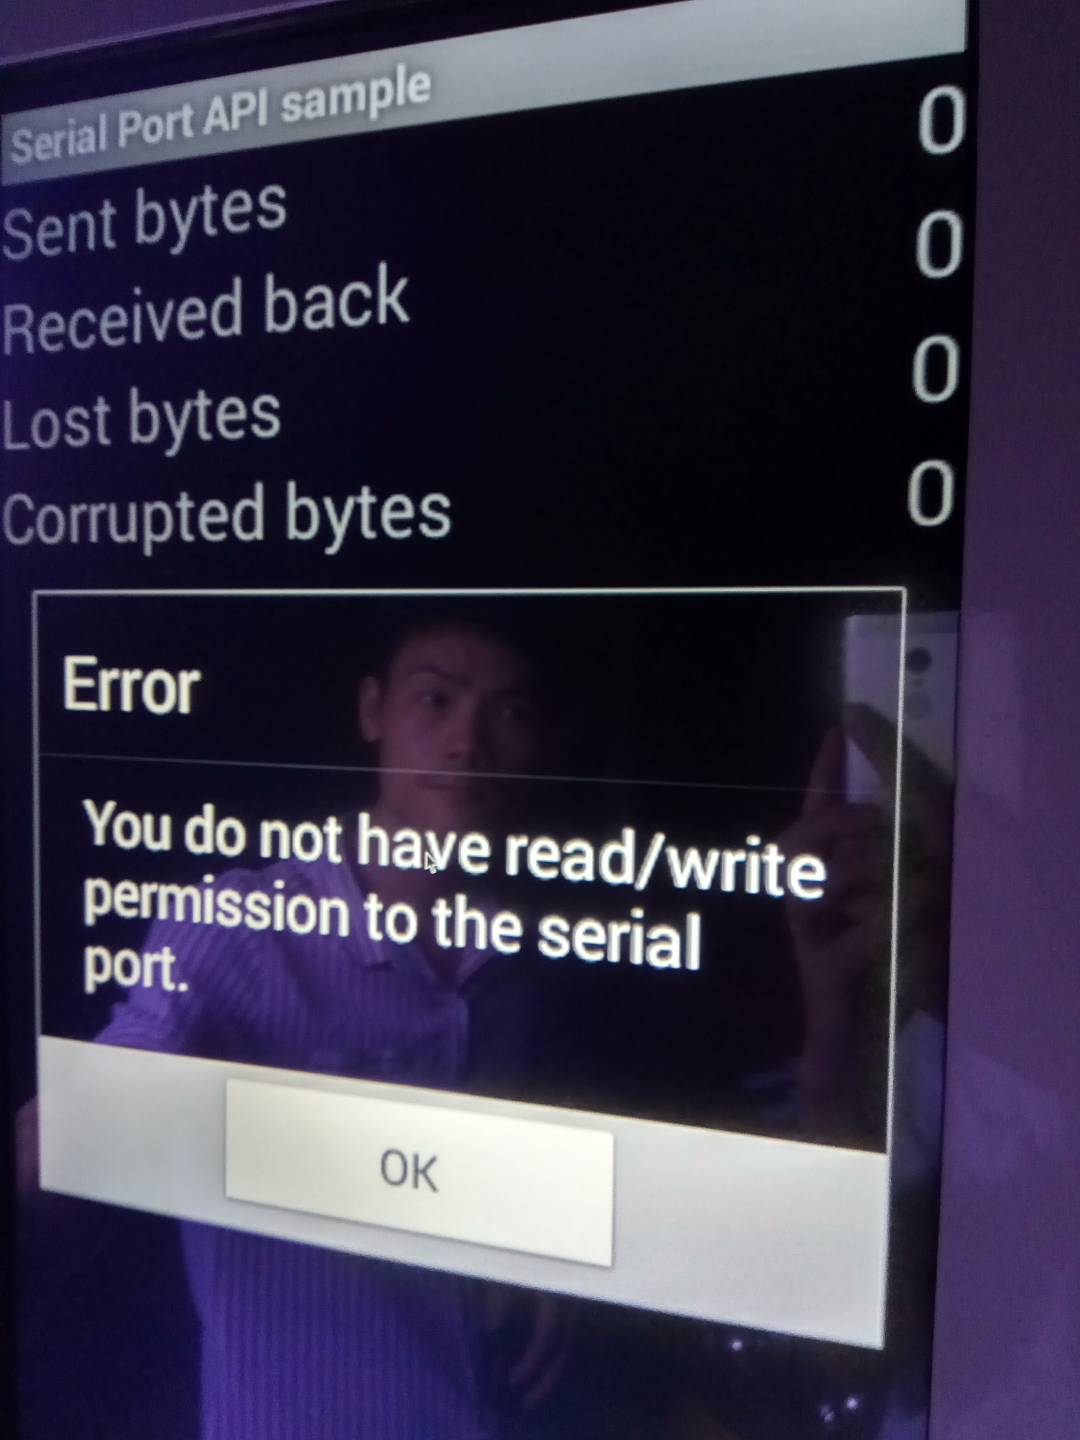 Serial Port API sample
Sent bytes 0
Received back 0
Lost bytes 0
Corrupted bytes 0
Error
You do not have read/write
permission to the serial
port.
OK